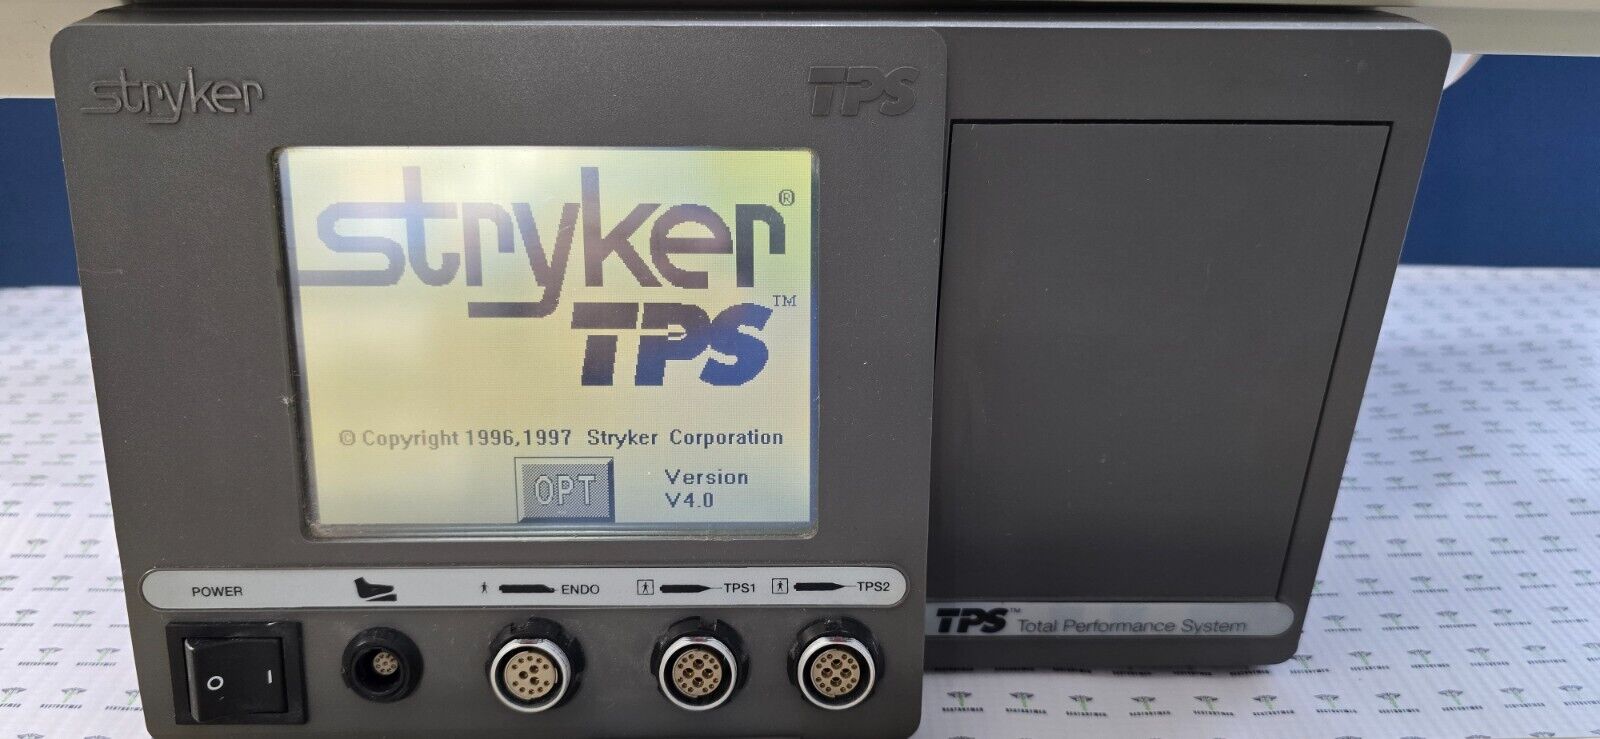 stryker
TPS
stryker®
TPS™
© Copyright 1996,1997 Stryker Corporation
OPT
Version
V4.0
POWER
ENDO
TPS1
TPS2
O
I
TPS™ Total Performance System